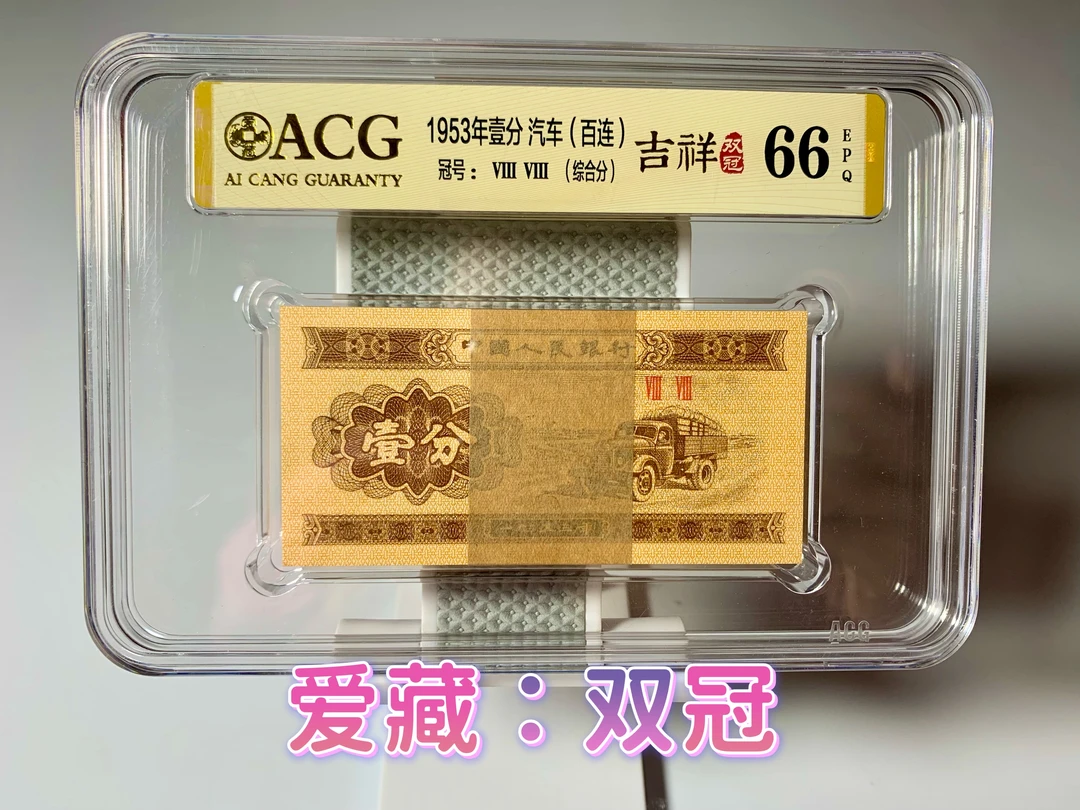 ACG
AI CANG GUARANTY
1953年壹分 汽车（百连）
冠号： Ⅷ Ⅷ （综合分）
吉祥
双冠
66
EPQ
中國人民銀行
Ⅷ Ⅷ
壹分
ACG
爱藏：双冠